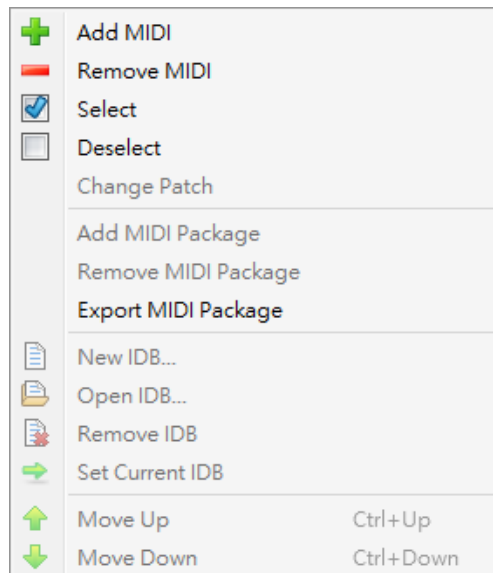 Add MIDI
Remove MIDI
Select
Deselect
Change Patch
Add MIDI Package
Remove MIDI Package
Export MIDI Package
New IDB...
Open IDB...
Remove IDB
Set Current IDB
Move Up Ctrl+Up
Move Down Ctrl+Down